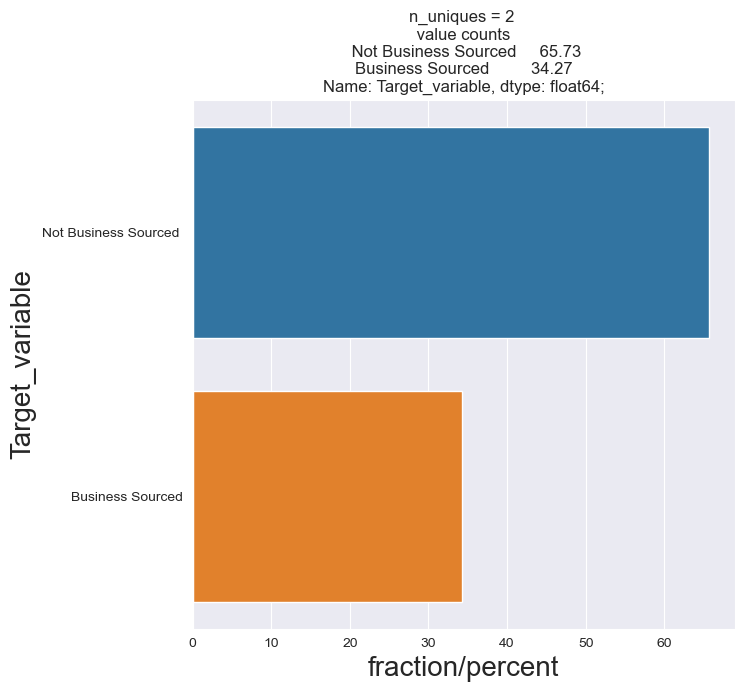 n_uniques = 2
value counts
Not Business Sourced 65.73
Business Sourced 34.27
Name: Target_variable, dtype: float64;
Target_variable
Not Business Sourced
Business Sourced
0 10 20 30 40 50 60
fraction/percent